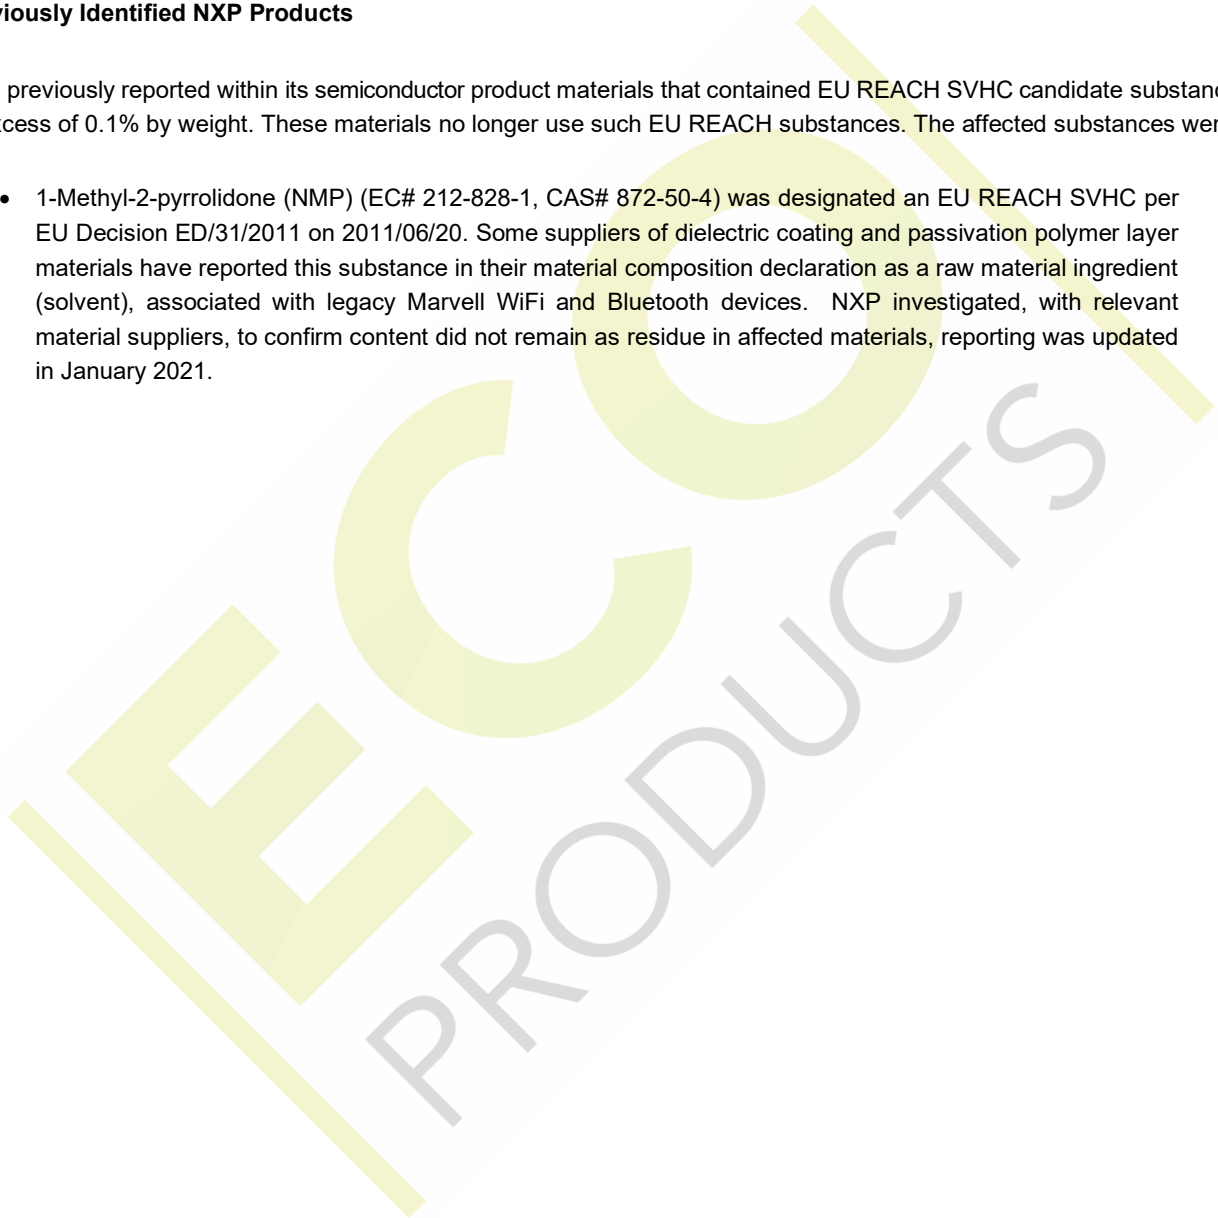 viously Identified NXP Products
previously reported within its semiconductor product materials that contained EU REACH SVHC candidate substanc
xcess of 0.1% by weight. These materials no longer use such EU REACH substances. The affected substances wer
• 1-Methyl-2-pyrrolidone (NMP) (EC# 212-828-1, CAS# 872-50-4) was designated an EU REACH SVHC per
EU Decision ED/31/2011 on 2011/06/20. Some suppliers of dielectric coating and passivation polymer layer
materials have reported this substance in their material composition declaration as a raw material ingredient
(solvent), associated with legacy Marvell WiFi and Bluetooth devices. NXP investigated, with relevant
material suppliers, to confirm content did not remain as residue in affected materials, reporting was updated
in January 2021.
ECO
PRODUCTS